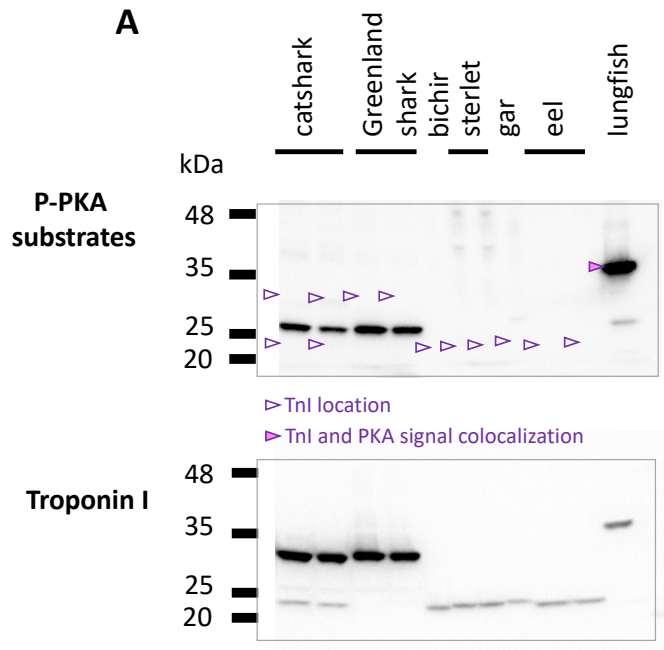 A
catshark
Greenland
shark
bichir
sterlet
gar
eel
lungfish
kDa
P-PKA
substrates
48
35
25
20
TnI location
TnI and PKA signal colocalization
Troponin I
48
35
25
20